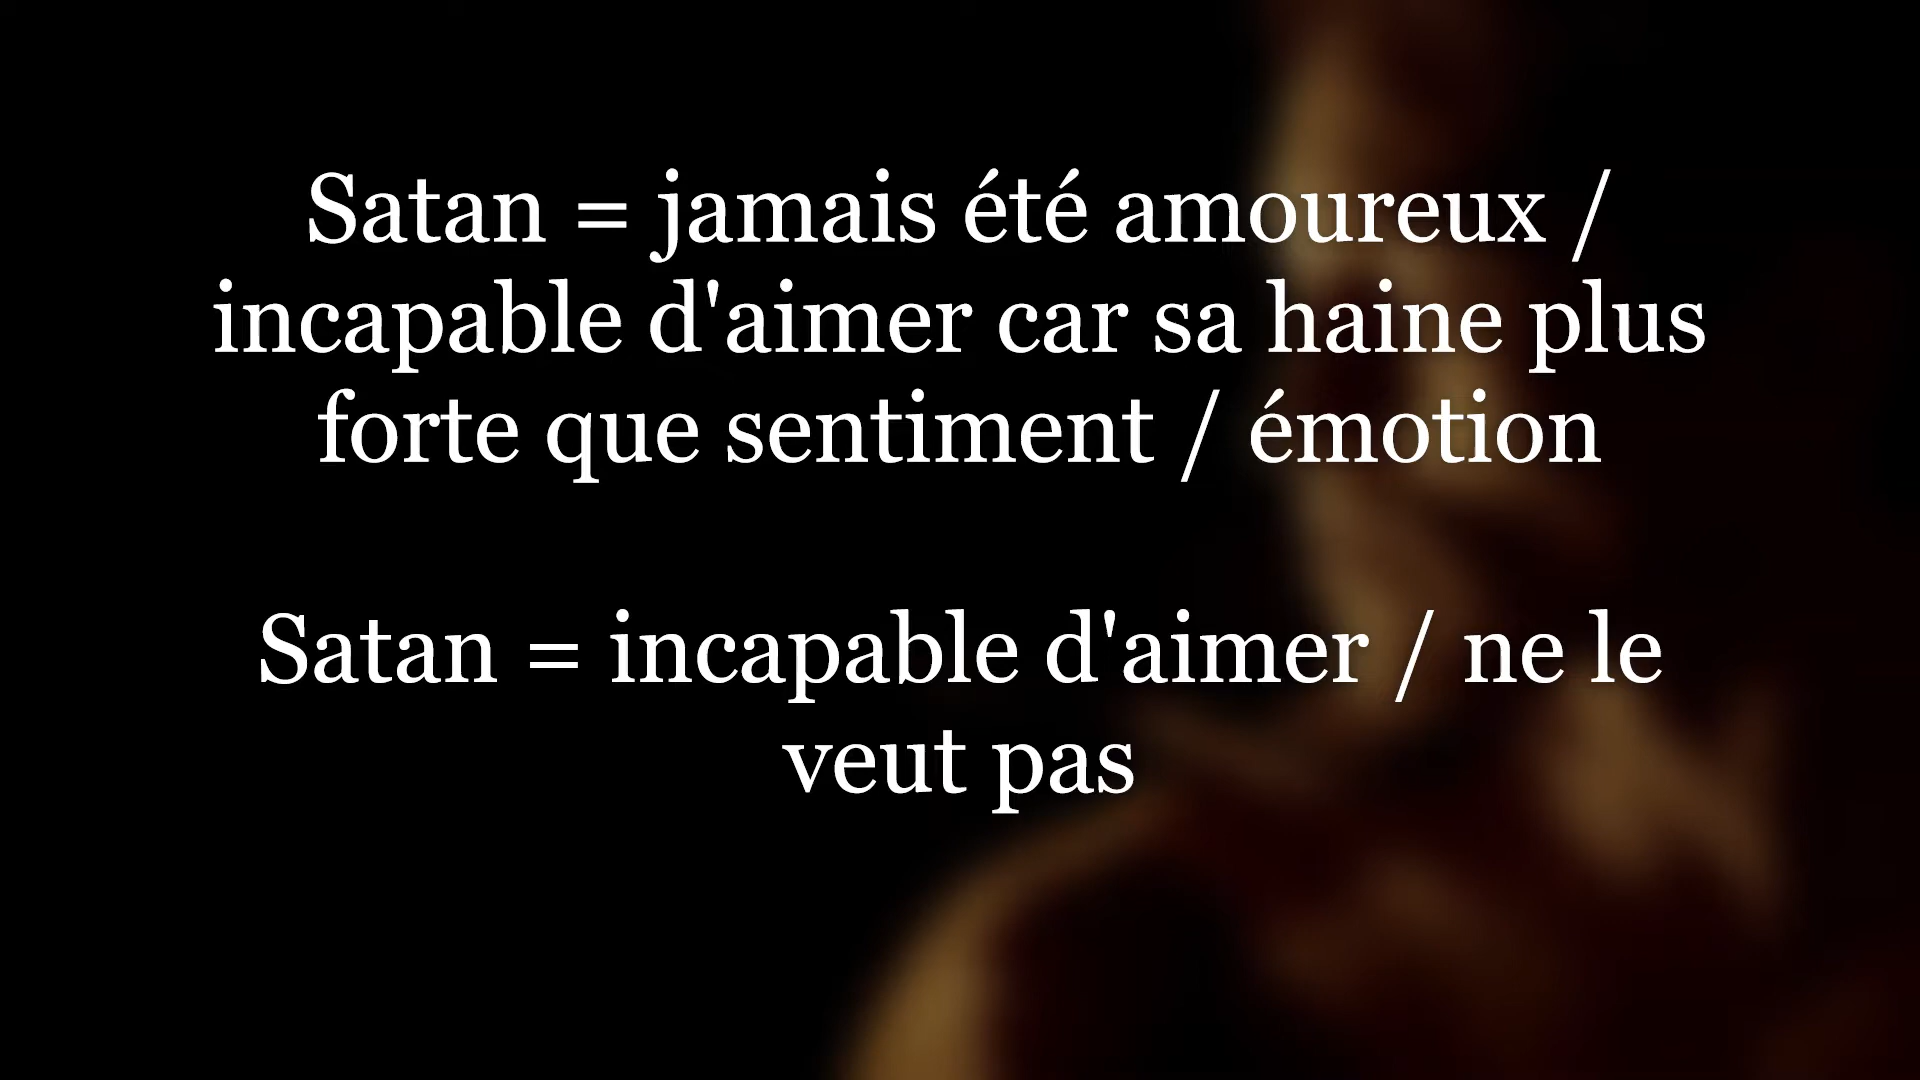 Satan = jamais été amoureux /
incapable d'aimer car sa haine plus
forte que sentiment / émotion
Satan = incapable d'aimer / ne le
veut pas